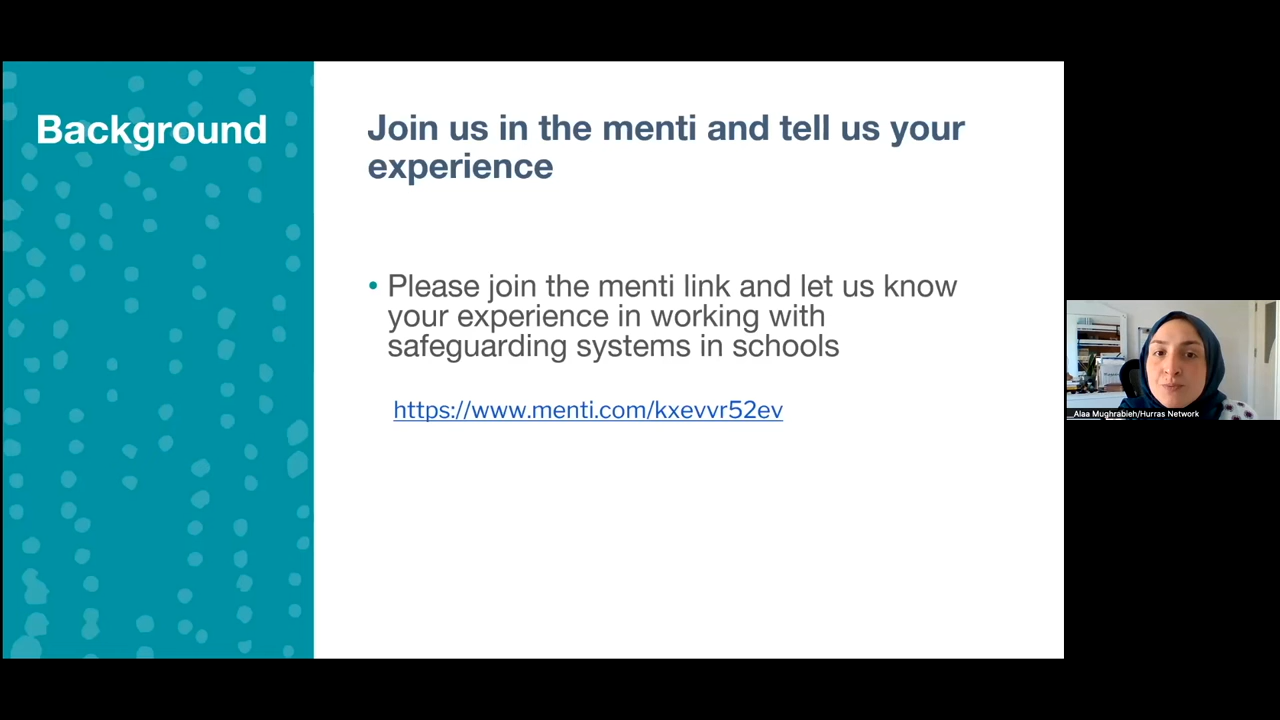 Background
Join us in the menti and tell us your
experience
• Please join the menti link and let us know
your experience in working with
safeguarding systems in schools
https://www.menti.com/kxevvr52ev
Alaa Mughrabieh/Hurras Network